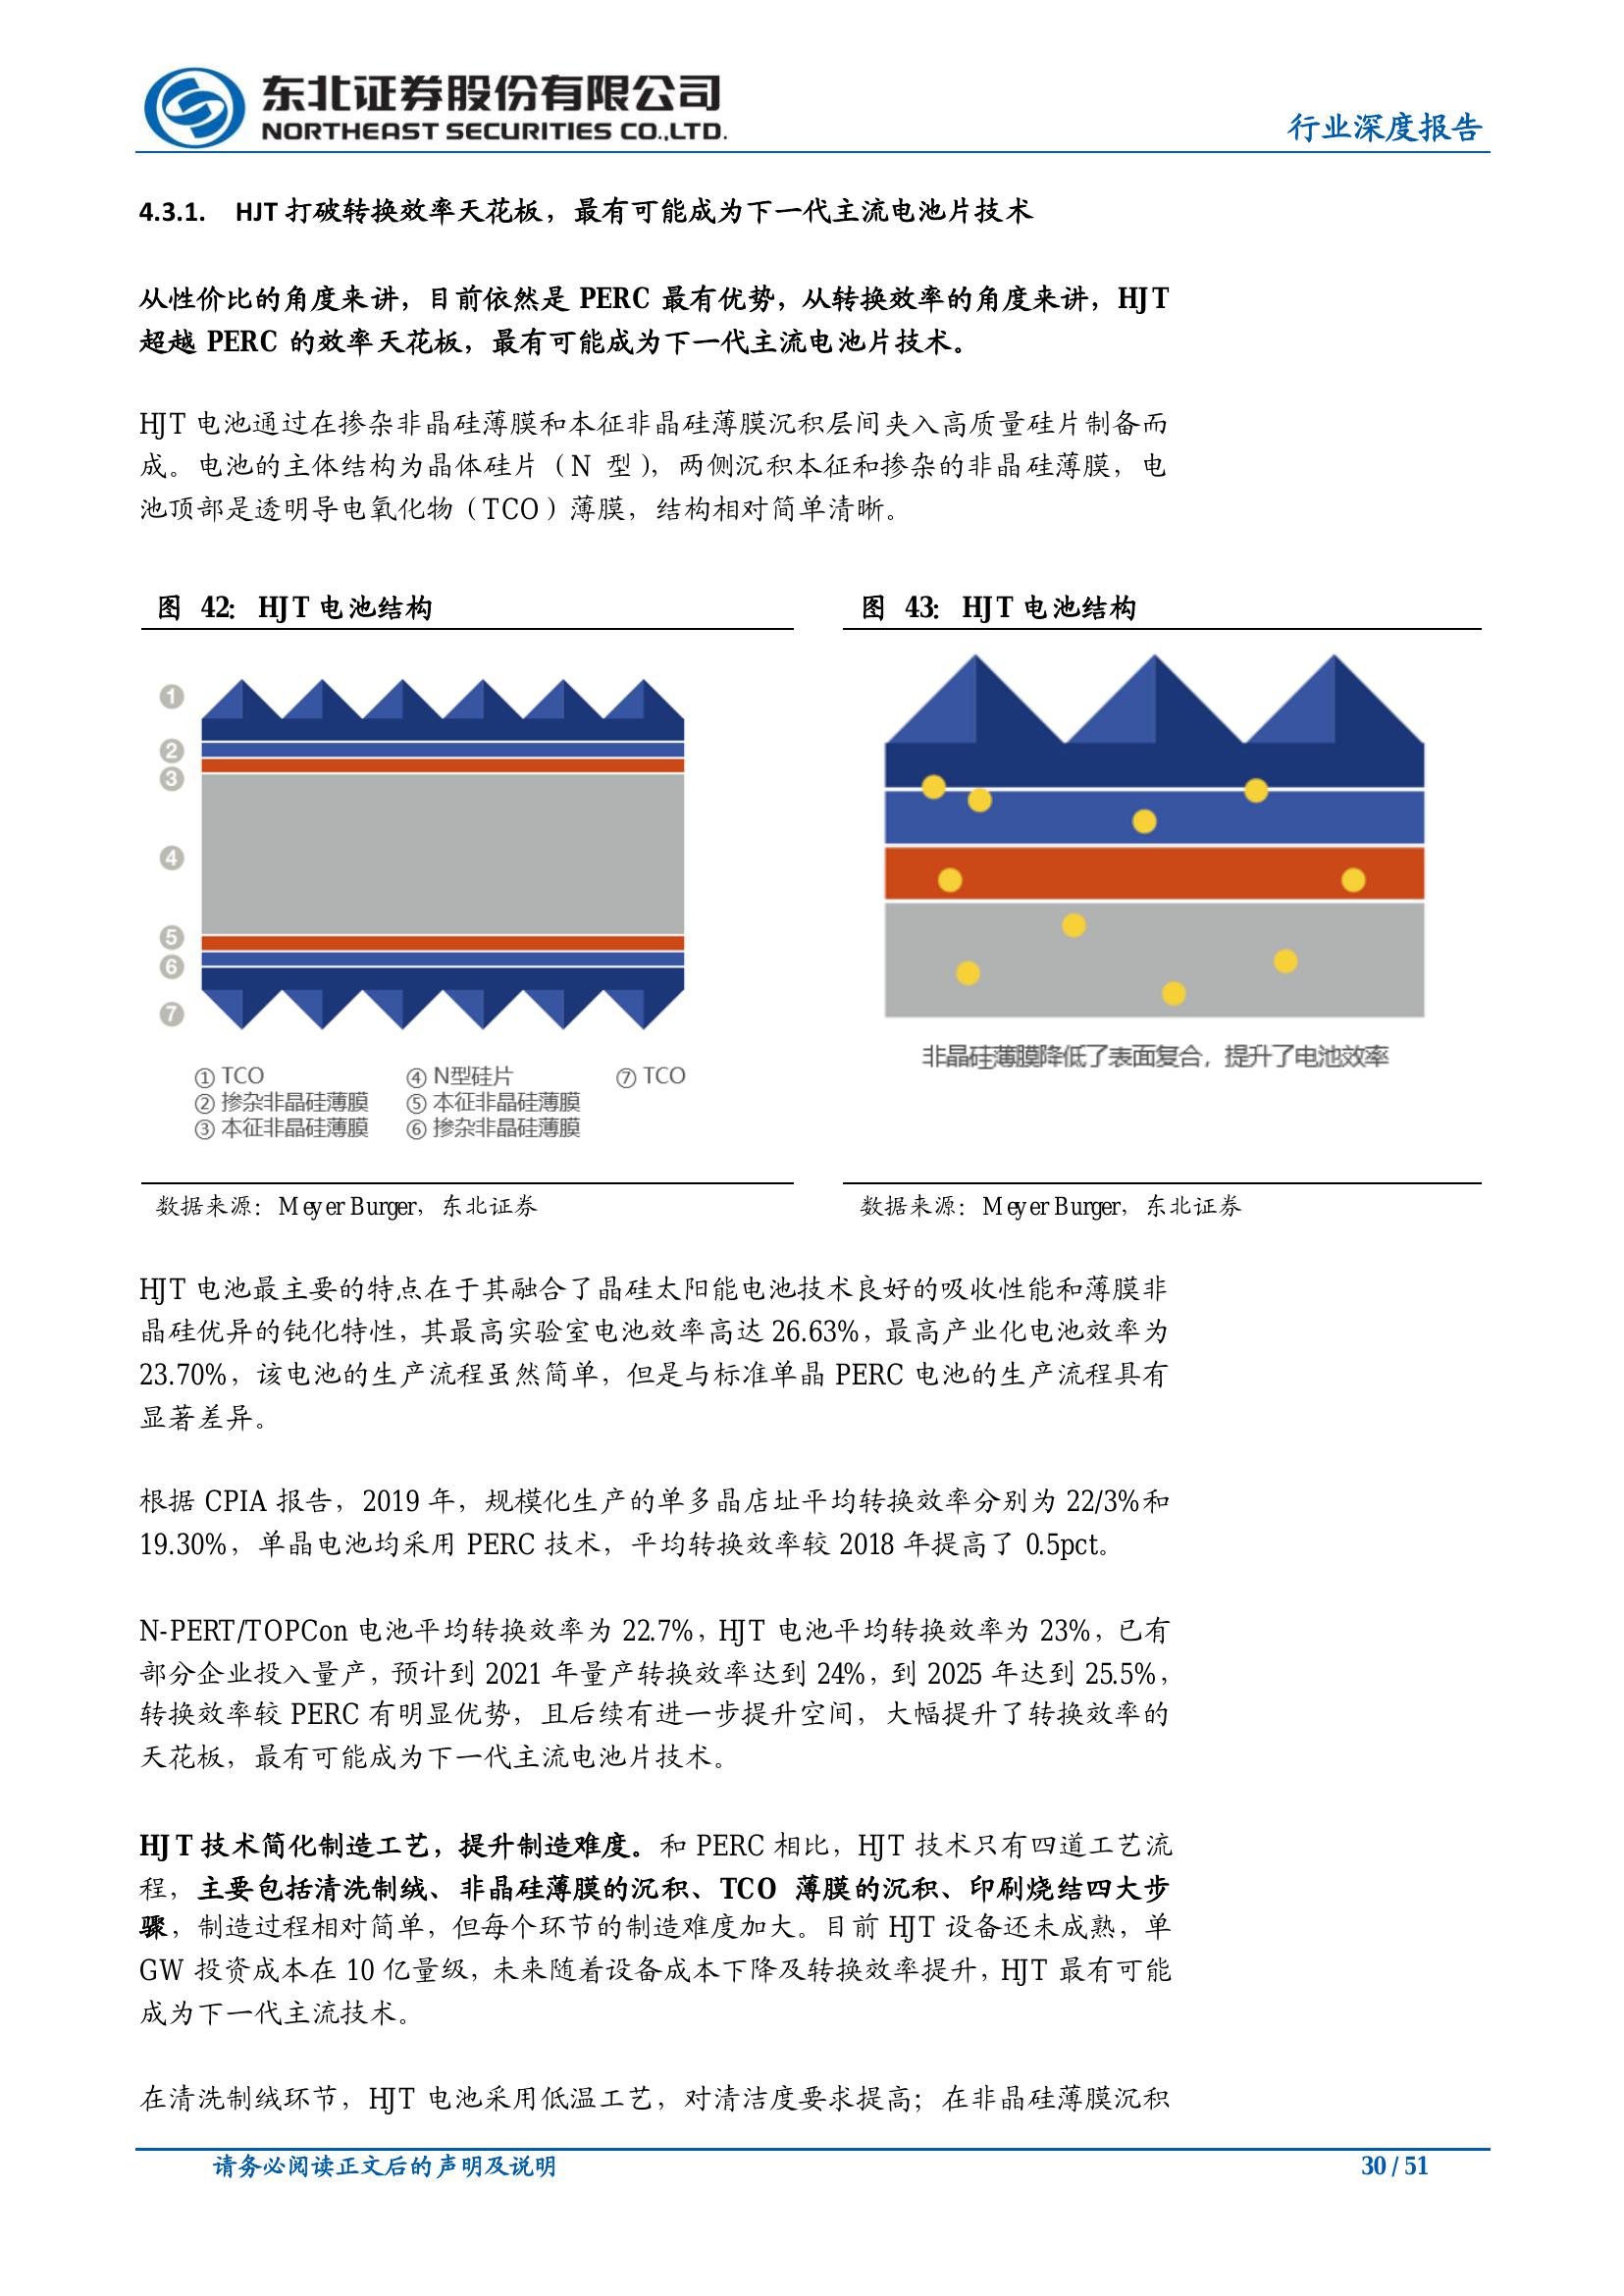 东北证券股份有限公司
NORTHEAST SECURITIES CO.,LTD.
行业深度报告
4.3.1. HJT 打破转换效率天花板，最有可能成为下一代主流电池片技术
从性价比的角度来讲，目前依然是 PERC 最有优势，从转换效率的角度来讲，HJT
超越 PERC 的效率天花板，最有可能成为下一代主流电池片技术。
HJT 电池通过在掺杂非晶硅薄膜和本征非晶硅薄膜沉积层间夹入高质量硅片制备而
成。电池的主体结构为晶体硅片（N 型），两侧沉积本征和掺杂的非晶硅薄膜，电
池顶部是透明导电氧化物（TCO）薄膜，结构相对简单清晰。
图 42：HJT 电池结构
1
2
3
4
5
6
7
① TCO ④ N型硅片 ⑦ TCO
② 掺杂非晶硅薄膜 ⑤ 本征非晶硅薄膜
③ 本征非晶硅薄膜 ⑥ 掺杂非晶硅薄膜
数据来源：Meyer Burger，东北证券
图 43：HJT 电池结构
非晶硅薄膜降低了表面复合，提升了电池效率
数据来源：Meyer Burger，东北证券
HJT 电池最主要的特点在于其融合了晶硅太阳能电池技术良好的吸收性能和薄膜非
晶硅优异的钝化特性，其最高实验室电池效率高达 26.63%，最高产业化电池效率为
23.70%，该电池的生产流程虽然简单，但是与标准单晶 PERC 电池的生产流程具有
显著差异。
根据 CPIA 报告，2019 年，规模化生产的单多晶店址平均转换效率分别为 22/3%和
19.30%，单晶电池均采用 PERC 技术，平均转换效率较 2018 年提高了 0.5pct。
N-PERT/TOPCon 电池平均转换效率为 22.7%，HJT 电池平均转换效率为 23%，已有
部分企业投入量产，预计到 2021 年量产转换效率达到 24%，到 2025 年达到 25.5%，
转换效率较 PERC 有明显优势，且后续有进一步提升空间，大幅提升了转换效率的
天花板，最有可能成为下一代主流电池片技术。
HJT 技术简化制造工艺，提升制造难度。和 PERC 相比，HJT 技术只有四道工艺流
程，主要包括清洗制绒、非晶硅薄膜的沉积、TCO 薄膜的沉积、印刷烧结四大步
骤，制造过程相对简单，但每个环节的制造难度加大。目前 HJT 设备还未成熟，单
GW 投资成本在 10 亿量级，未来随着设备成本下降及转换效率提升，HJT 最有可能
成为下一代主流技术。
在清洗制绒环节，HJT 电池采用低温工艺，对清洁度要求提高；在非晶硅薄膜沉积
请务必阅读正文后的声明及说明
30 / 51